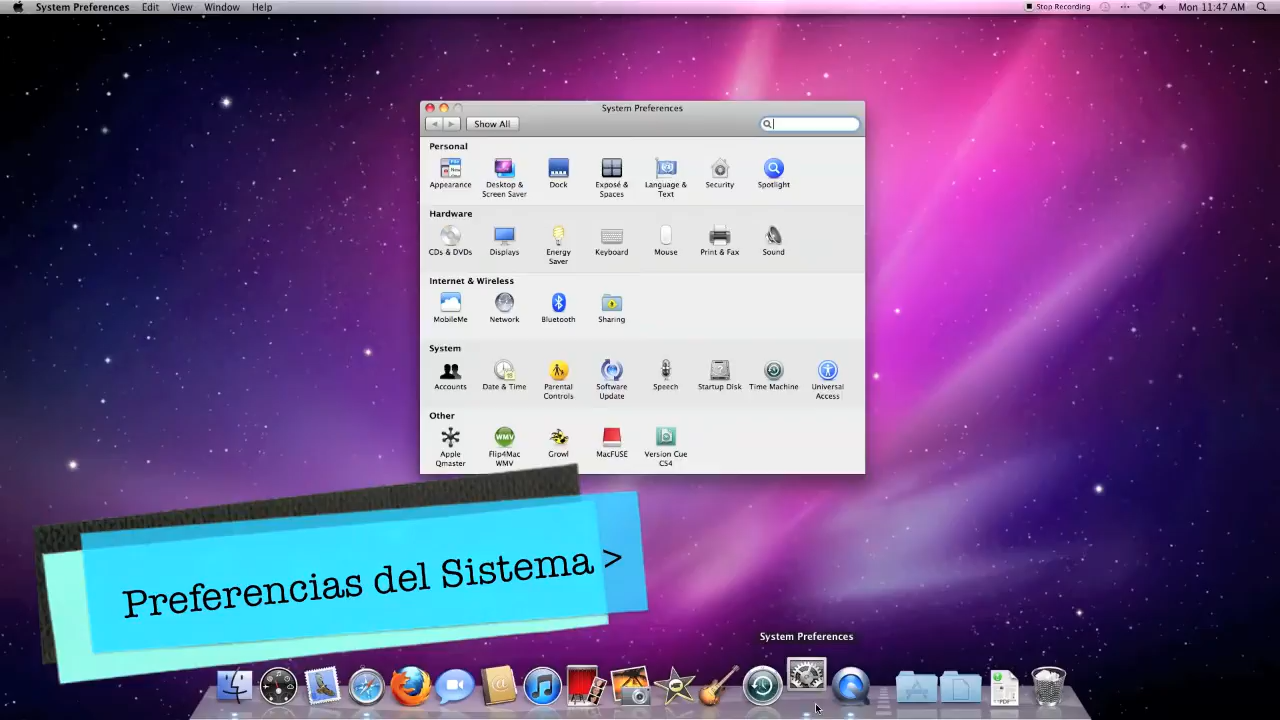 System Preferences Edit View Window Help
Stop Recording Mon 11:47 AM
System Preferences
Show All
Personal
Appearance
Desktop &
Screen Saver
Dock
Exposé &
Spaces
Language &
Text
Security
Spotlight
Hardware
CDs & DVDs
Displays
Energy
Saver
Keyboard
Mouse
Print & Fax
Sound
Internet & Wireless
MobileMe
Network
Bluetooth
Sharing
System
Accounts
Date & Time
Parental
Controls
Software
Update
Speech
Startup Disk
Time Machine
Universal
Access
Other
Apple
Qmaster
WMV
Flip4Mac
WMV
Growl
MacFUSE
Version Cue
CS4
Preferencias del Sistema >
System Preferences